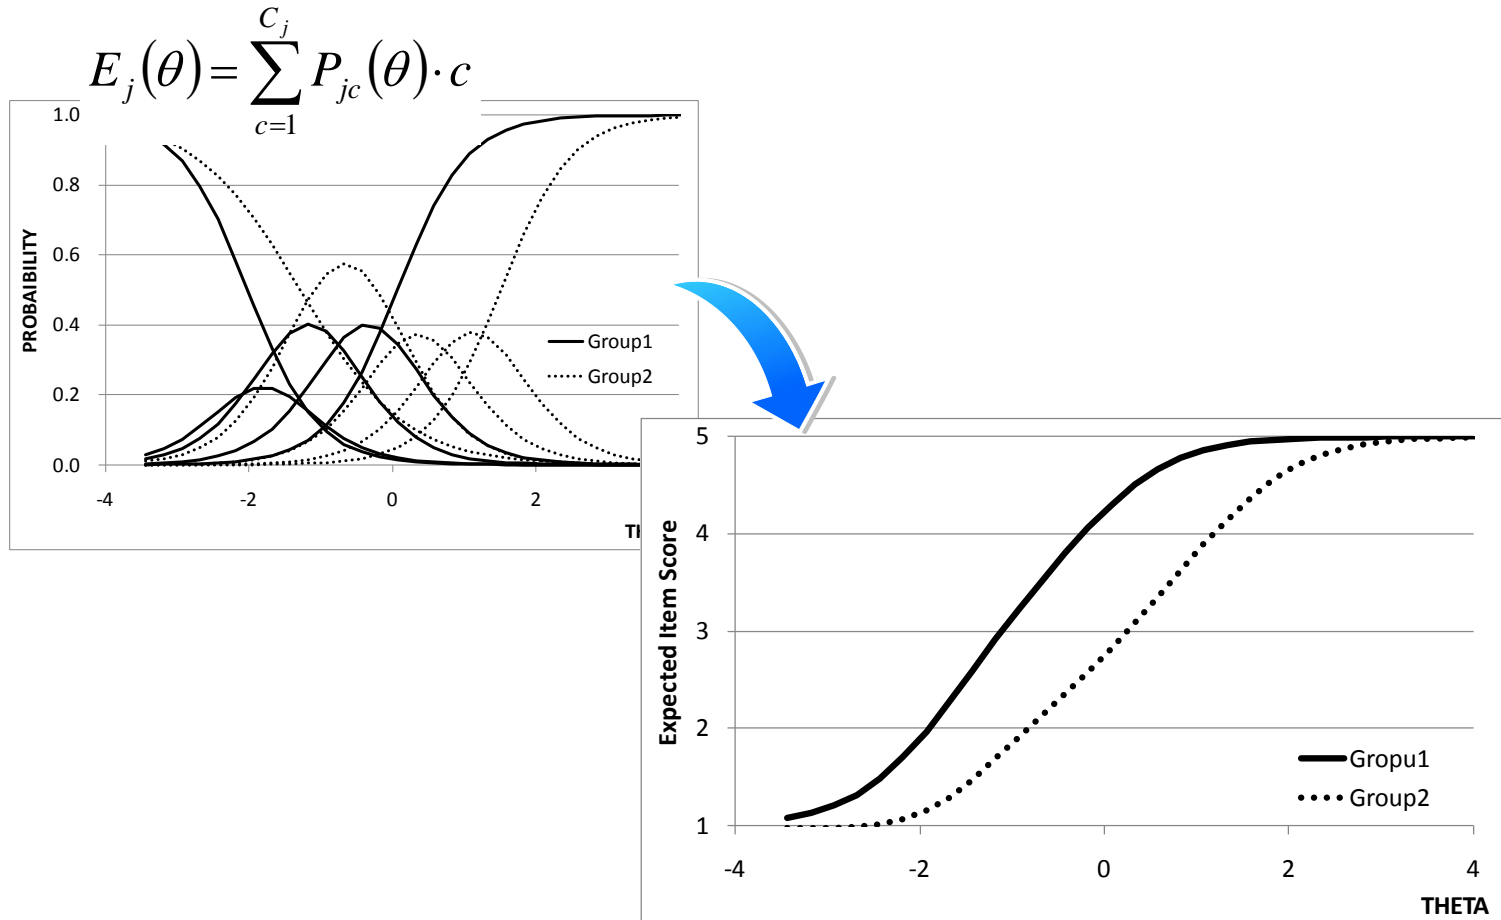 E_j(θ) = ∑_{c=1}^{C_j} P_{jc}(θ)·c
1.0
0.8
0.6
0.4
0.2
0.0
PROBAIBILITY
-4 -2 0 2
Group1
Group2
5
4
3
2
1
Expected Item Score
Gropu1
Group2
-4 -2 0 2 4
THETA